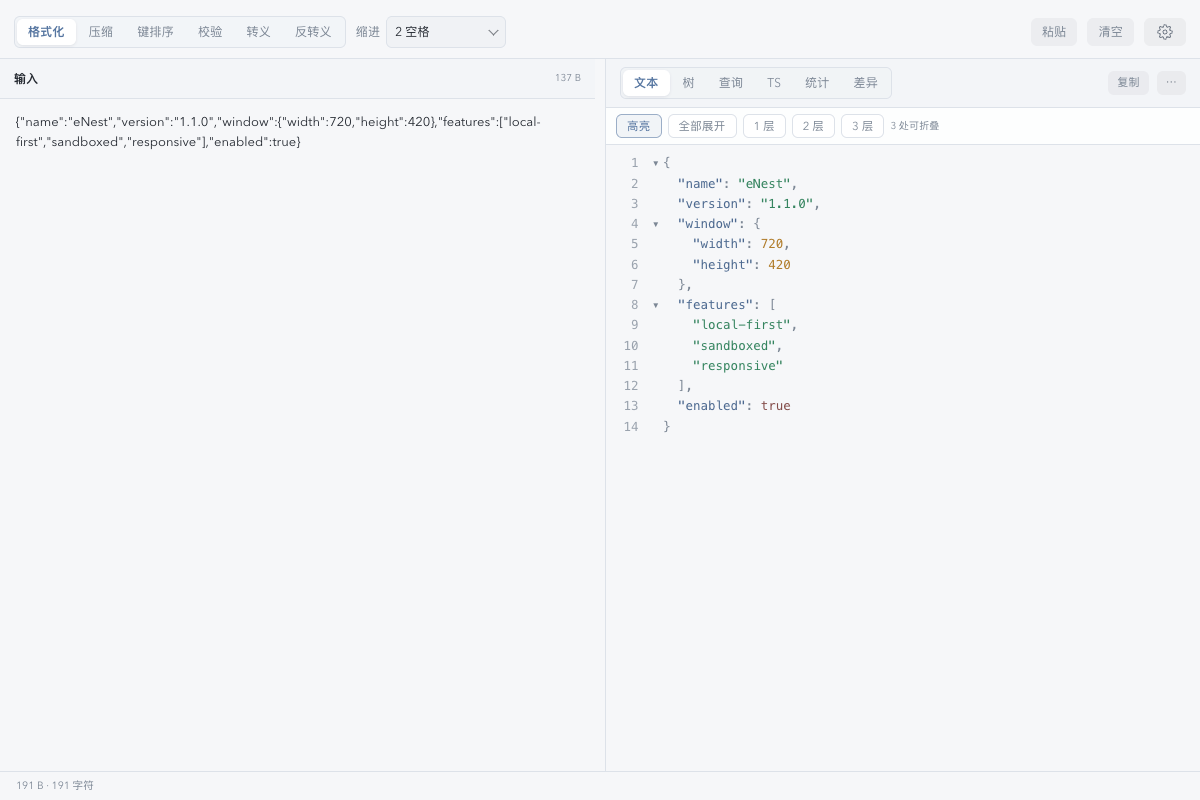 格式化 压缩 键排序 校验 转义 反转义 缩进 2 空格 粘贴 清空
输入 137 B
{"name":"eNest","version":"1.1.0","window":{"width":720,"height":420},"features":["local-
first","sandboxed","responsive"],"enabled":true}
文本 树 查询 TS 统计 差异 复制 ···
高亮 全部展开 1 层 2 层 3 层 3 处可折叠
1 ▾ {
2 "name": "eNest",
3 "version": "1.1.0",
4 ▾ "window": {
5 "width": 720,
6 "height": 420
7 },
8 ▾ "features": [
9 "local-first",
10 "sandboxed",
11 "responsive"
12 ],
13 "enabled": true
14 }
191 B · 191 字符